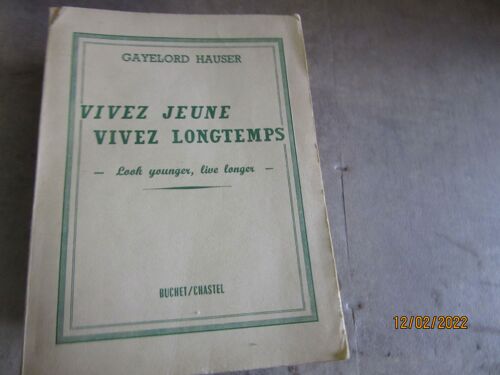 GAYELORD HAUSER
VIVEZ JEUNE
VIVEZ LONGTEMPS
— Look younger, live longer —
BUCHET/CHASTEL
12/02/2022